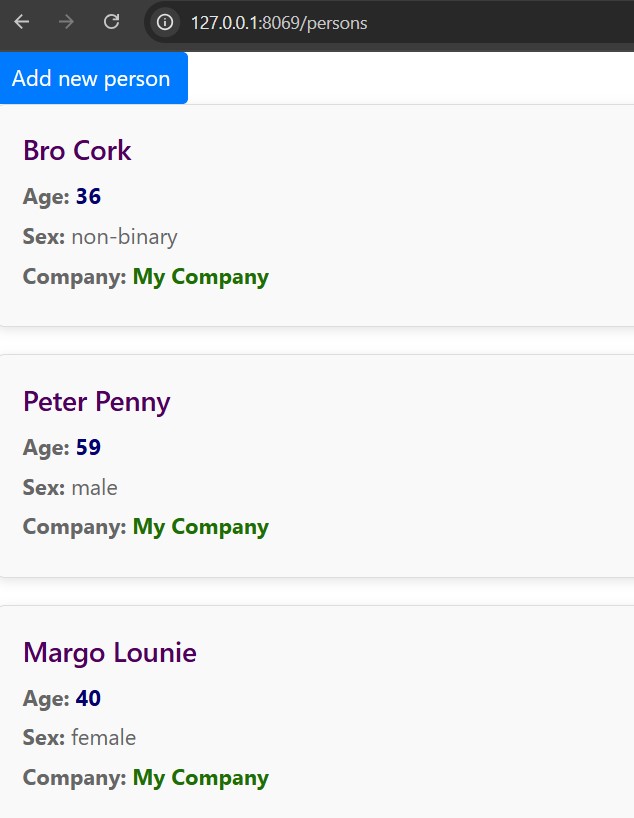 127.0.0.1:8069/persons
Add new person
Bro Cork
Age: 36
Sex: non-binary
Company: My Company
Peter Penny
Age: 59
Sex: male
Company: My Company
Margo Lounie
Age: 40
Sex: female
Company: My Company